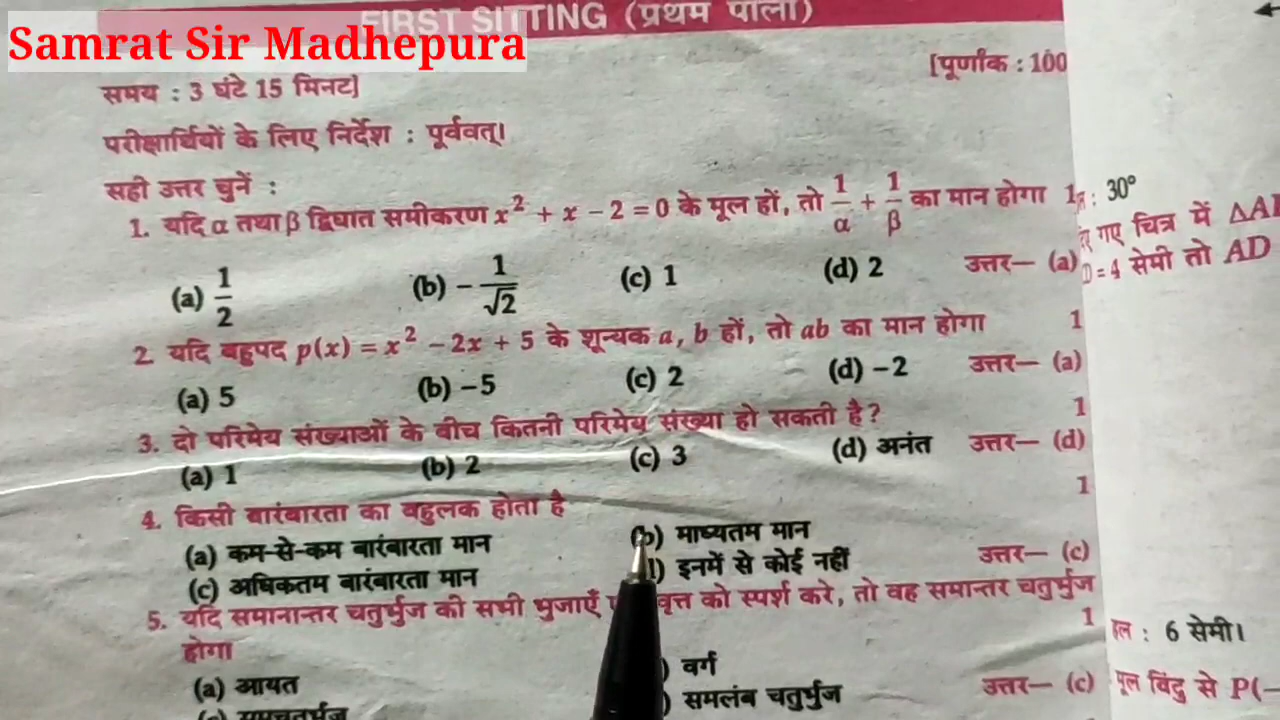 FIRST SITTING (प्रथम पाली)
Samrat Sir Madhepura
[पूर्णांक : 100
समय : 3 घंटे 15 मिनट]
परीक्षार्थियों के लिए निर्देश : पूर्ववत्।
सही उत्तर चुनें :
1. यदि α तथा β द्विघात समीकरण x² + x − 2 = 0 के मूल हों, तो 1/α + 1/β का मान होगा 1
(a) 1/2 (b) − 1/√2 (c) 1 (d) 2 उत्तर— (a)
2. यदि बहुपद p(x) = x² − 2x + 5 के शून्यक a, b हों, तो ab का मान होगा 1
(a) 5 (b) −5 (c) 2 (d) −2 उत्तर— (a)
3. दो परिमेय संख्याओं के बीच कितनी परिमेय संख्या हो सकती है? 1
(a) 1 (b) 2 (c) 3 (d) अनंत उत्तर— (d)
4. किसी बारंबारता का बहुलक होता है 1
(a) कम-से-कम बारंबारता मान (b) माध्यतम मान
(c) अधिकतम बारंबारता मान इनमें से कोई नहीं उत्तर— (c)
5. यदि समानान्तर चतुर्भुज की सभी भुजाएँ वृत्त को स्पर्श करे, तो वह समान्तर चतुर्भुज
होगा 1
(a) आयत वर्ग
समचतुर्भुज समलंब चतुर्भुज उत्तर— (c)
: 30°
गए चित्र में ΔAB
D=4 सेमी तो AD
: 6 सेमी।
मूल बिंदु से P(−